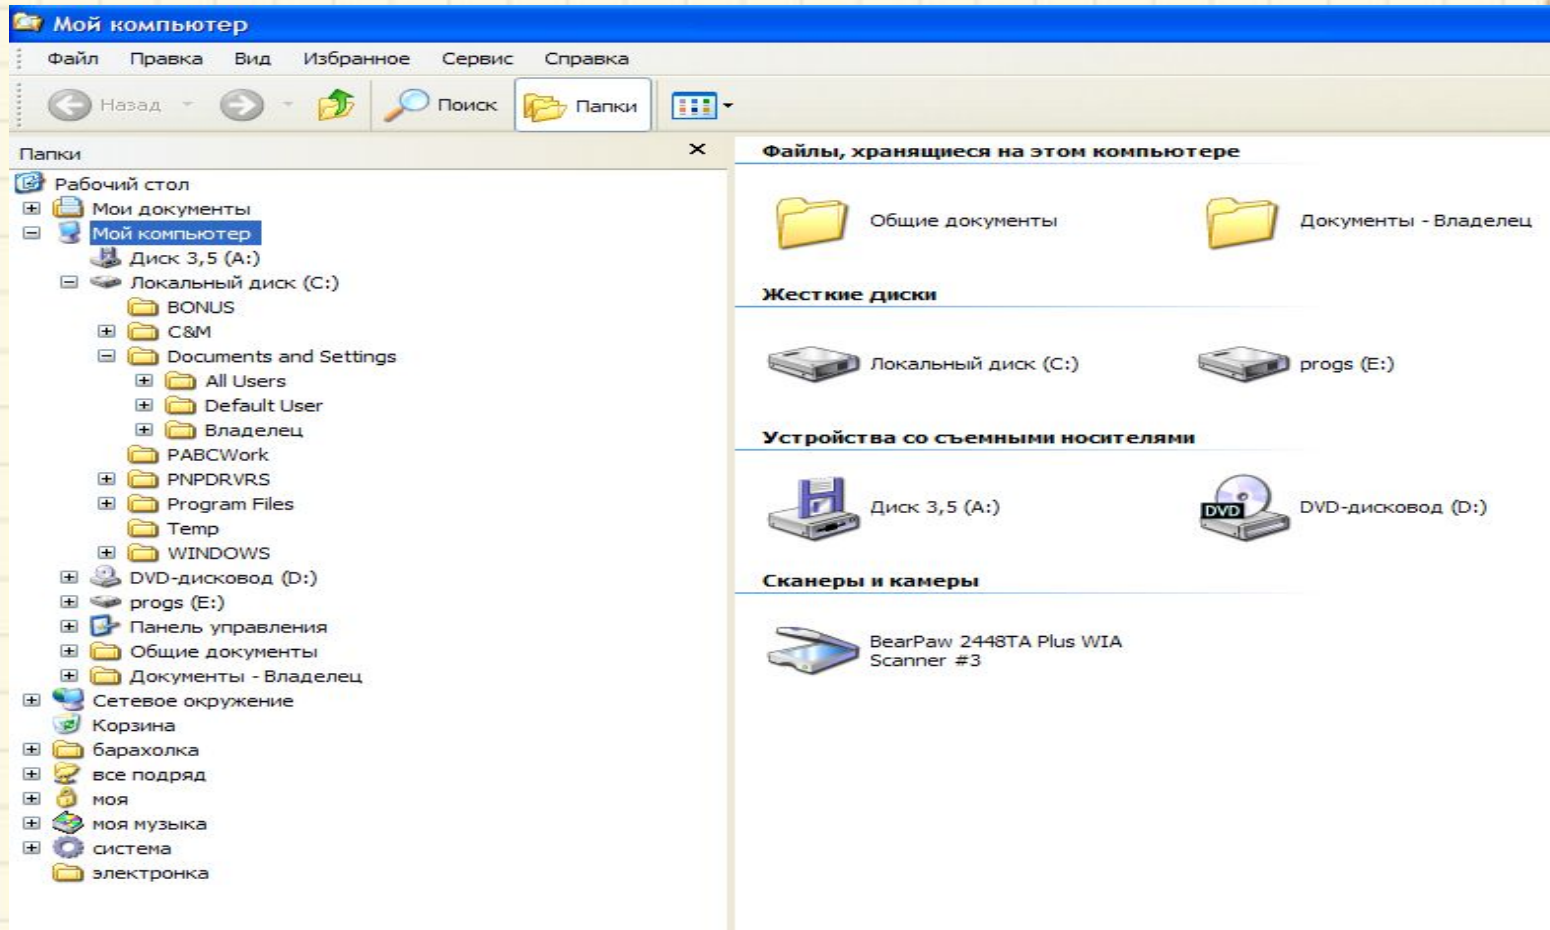 Мой компьютер
Файл Правка Вид Избранное Сервис Справка
Назад Поиск Папки
Папки
Рабочий стол
Мои документы
Мой компьютер
Диск 3,5 (A:)
Локальный диск (C:)
BONUS
C&M
Documents and Settings
All Users
Default User
Владелец
PABCWork
PNPDRVRS
Program Files
Temp
WINDOWS
DVD-дисковод (D:)
progs (E:)
Панель управления
Общие документы
Документы - Владелец
Сетевое окружение
Корзина
барахолка
все подряд
моя
моя музыка
система
электронка
Файлы, хранящиеся на этом компьютере
Общие документы
Документы - Владелец
Жесткие диски
Локальный диск (C:)
progs (E:)
Устройства со съемными носителями
Диск 3,5 (A:)
DVD
DVD-дисковод (D:)
Сканеры и камеры
BearPaw 2448TA Plus WIA
Scanner #3